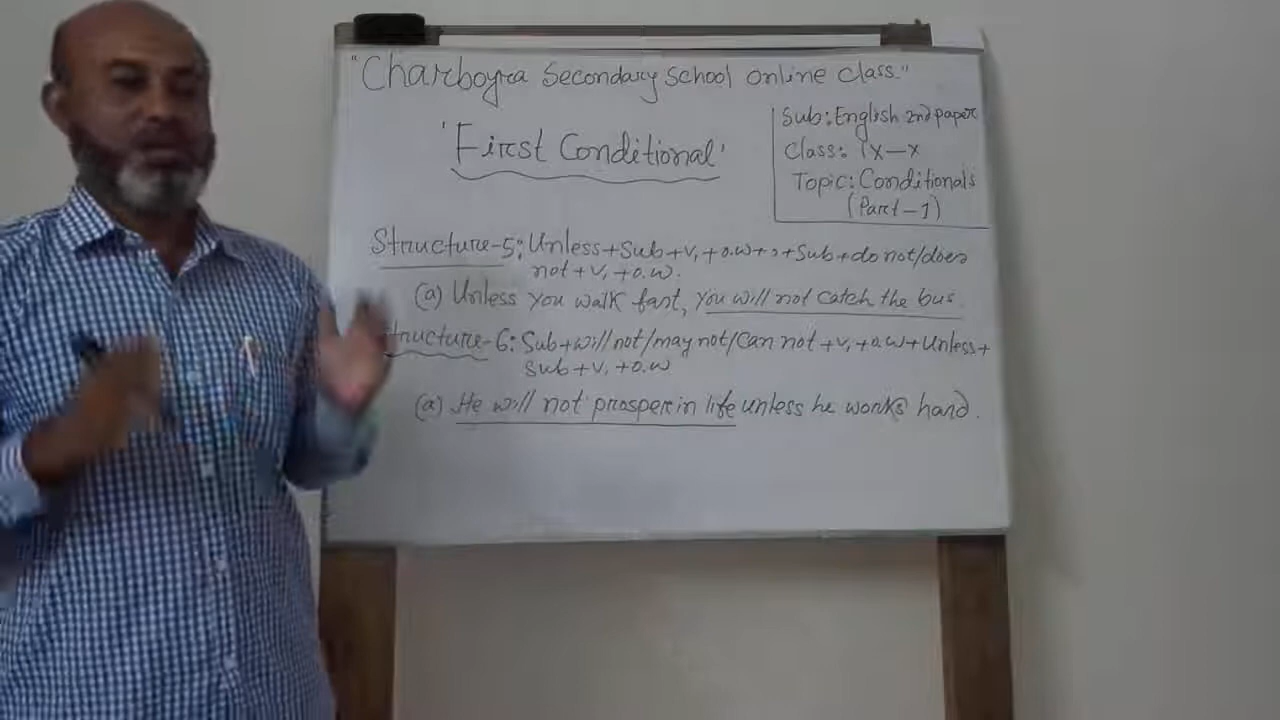 "Charboyra Secondary School Online Class."
'First Conditional'
Sub: English 2nd paper
Class: IX-X
Topic: Conditionals
(Part-1)
Structure-5: Unless+Sub+V₁+o.w+,+Sub+do not/does
not+V₁+o.w.
(a) Unless you walk fast, you will not catch the bus.
Structure-6: Sub+will not/may not/can not+V₁+o.w+Unless+
sub+V₁+o.w
(a) He will not prosper in life unless he works hard.